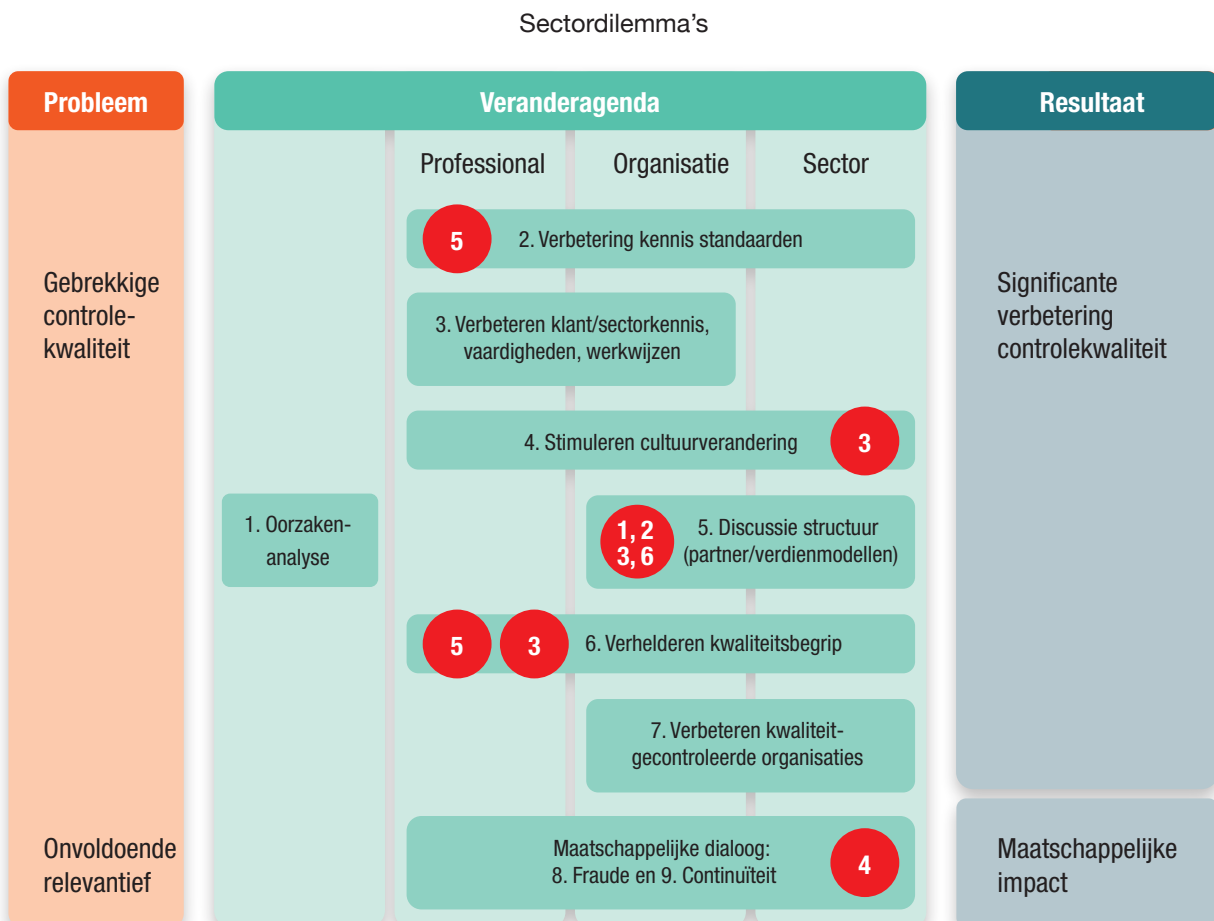 Sectordilemma’s
Probleem
Veranderagenda
Resultaat
Professional
Organisatie
Sector
Gebrekkige
controle-
kwaliteit
5
2. Verbetering kennis standaarden
3. Verbeteren klant/sectorkennis,
vaardigheden, werkwijzen
4. Stimuleren cultuurverandering
3
1. Oorzaken-
analyse
1, 2
3, 6
5. Discussie structuur
(partner/verdienmodellen)
5
3
6. Verhelderen kwaliteitsbegrip
7. Verbeteren kwaliteit-
gecontroleerde organisaties
Significante
verbetering
controlekwaliteit
Onvoldoende
relevantief
Maatschappelijke dialoog:
8. Fraude en 9. Continuïteit
4
Maatschappelijke
impact